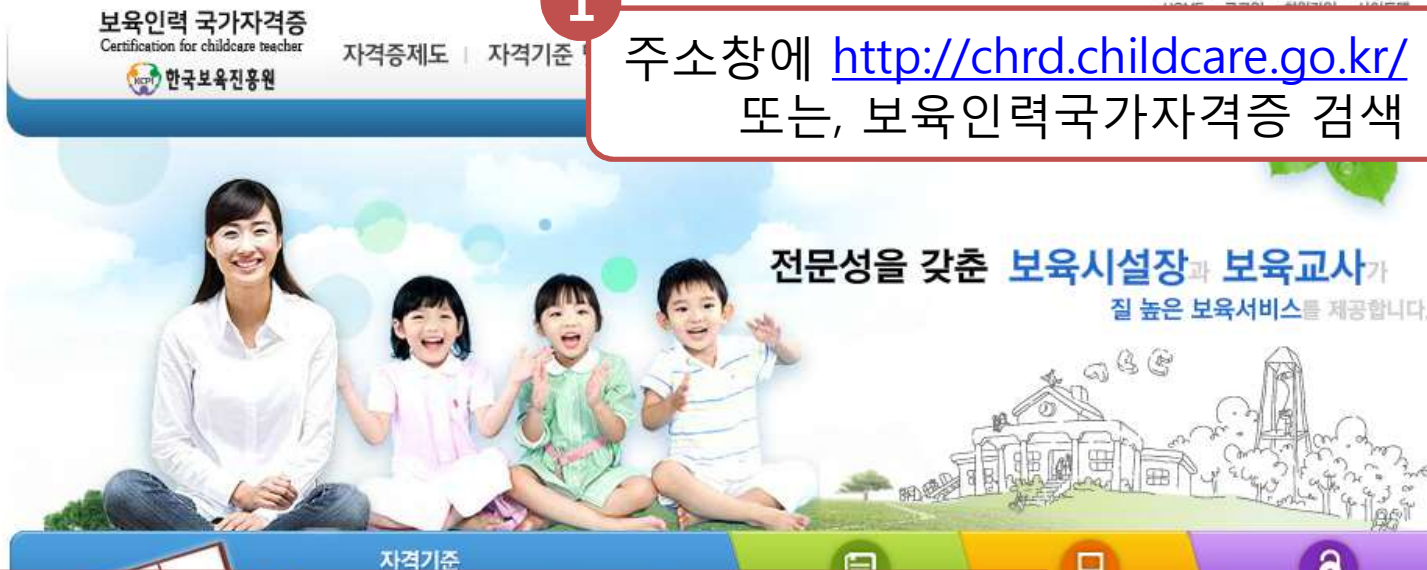 보육인력 국가자격증
Certification for childcare teacher
KCPI 한국보육진흥원
자격증제도 | 자격기준
1
주소창에 http://chrd.childcare.go.kr/
또는, 보육인력국가자격증 검색
전문성을 갖춘 보육시설장과 보육교사가
질 높은 보육서비스를 제공합니다.
자격기준